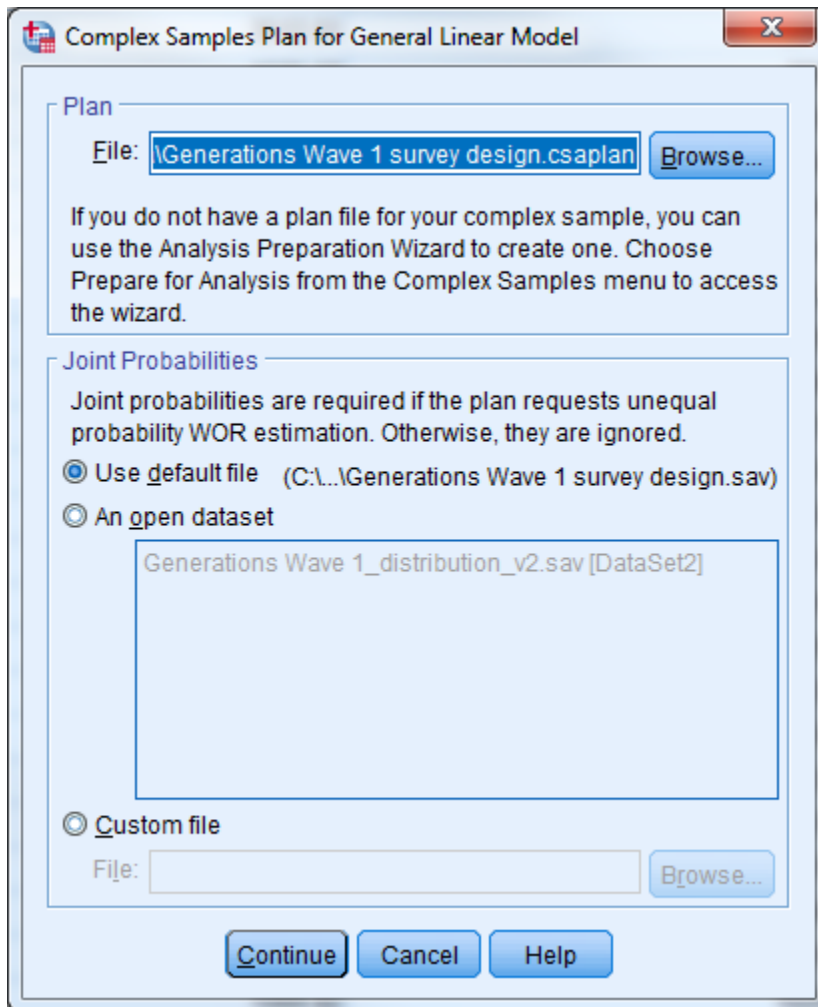 Complex Samples Plan for General Linear Model
Plan
File: \Generations Wave 1 survey design.csaplan Browse...
If you do not have a plan file for your complex sample, you can
use the Analysis Preparation Wizard to create one. Choose
Prepare for Analysis from the Complex Samples menu to access
the wizard.
Joint Probabilities
Joint probabilities are required if the plan requests unequal
probability WOR estimation. Otherwise, they are ignored.
Use default file (C:\...\Generations Wave 1 survey design.sav)
An open dataset
Generations Wave 1_distribution_v2.sav [DataSet2]
Custom file
File: Browse...
Continue Cancel Help